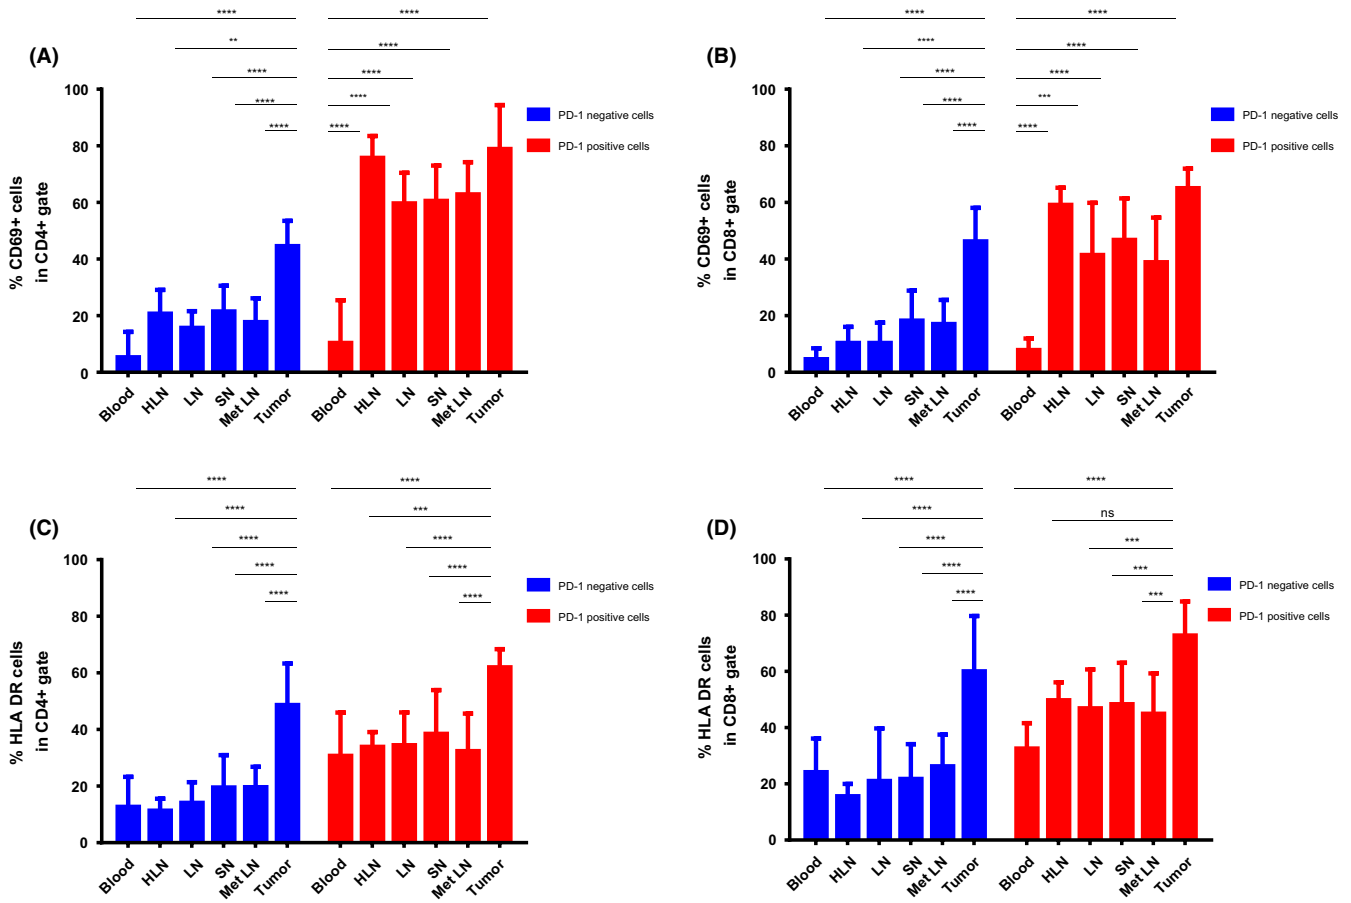 (A)
**** ****
** ****
**** ****
**** ****
**** ****
% CD69+ cells
in CD4+ gate
100
80
60
40
20
0
Blood HLN LN SN Met LN Tumor Blood HLN LN SN Met LN Tumor
PD-1 negative cells
PD-1 positive cells
(B)
**** ****
**** ****
**** ****
**** ***
**** ****
% CD69+ cells
in CD8+ gate
100
80
60
40
20
0
Blood HLN LN SN Met LN Tumor Blood HLN LN SN Met LN Tumor
PD-1 negative cells
PD-1 positive cells
(C)
**** ****
**** ***
**** ****
**** ****
**** ****
% HLA DR cells
in CD4+ gate
100
80
60
40
20
0
Blood HLN LN SN Met LN Tumor Blood HLN LN SN Met LN Tumor
PD-1 negative cells
PD-1 positive cells
(D)
**** ****
**** ns
**** ***
**** ***
**** ***
% HLA DR cells
in CD8+ gate
100
80
60
40
20
0
Blood HLN LN SN Met LN Tumor Blood HLN LN SN Met LN Tumor
PD-1 negative cells
PD-1 positive cells